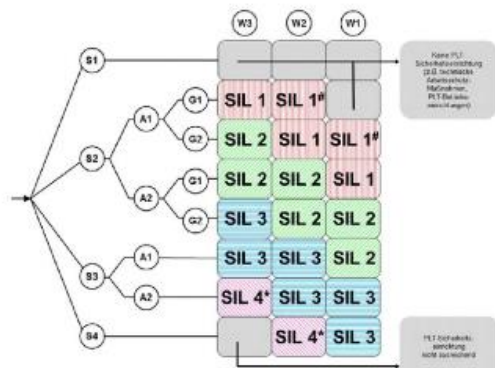 W3 W2 W1
S1
Keine PLT-
Sicherheitseinrichtung
(z.B. technische
Arbeitsschutz-
Maßnahmen,
PLT-Betriebs-
einrichtungen)
A1 G1 SIL 1 SIL 1#
G2 SIL 2 SIL 1 SIL 1#
S2
A2 G1 SIL 2 SIL 2 SIL 1
G2 SIL 3 SIL 2 SIL 2
A1 SIL 3 SIL 3 SIL 2
S3
A2 SIL 4* SIL 3 SIL 3
S4 SIL 4* SIL 3
PLT-Sicherheits-
einrichtung
nicht ausreichend